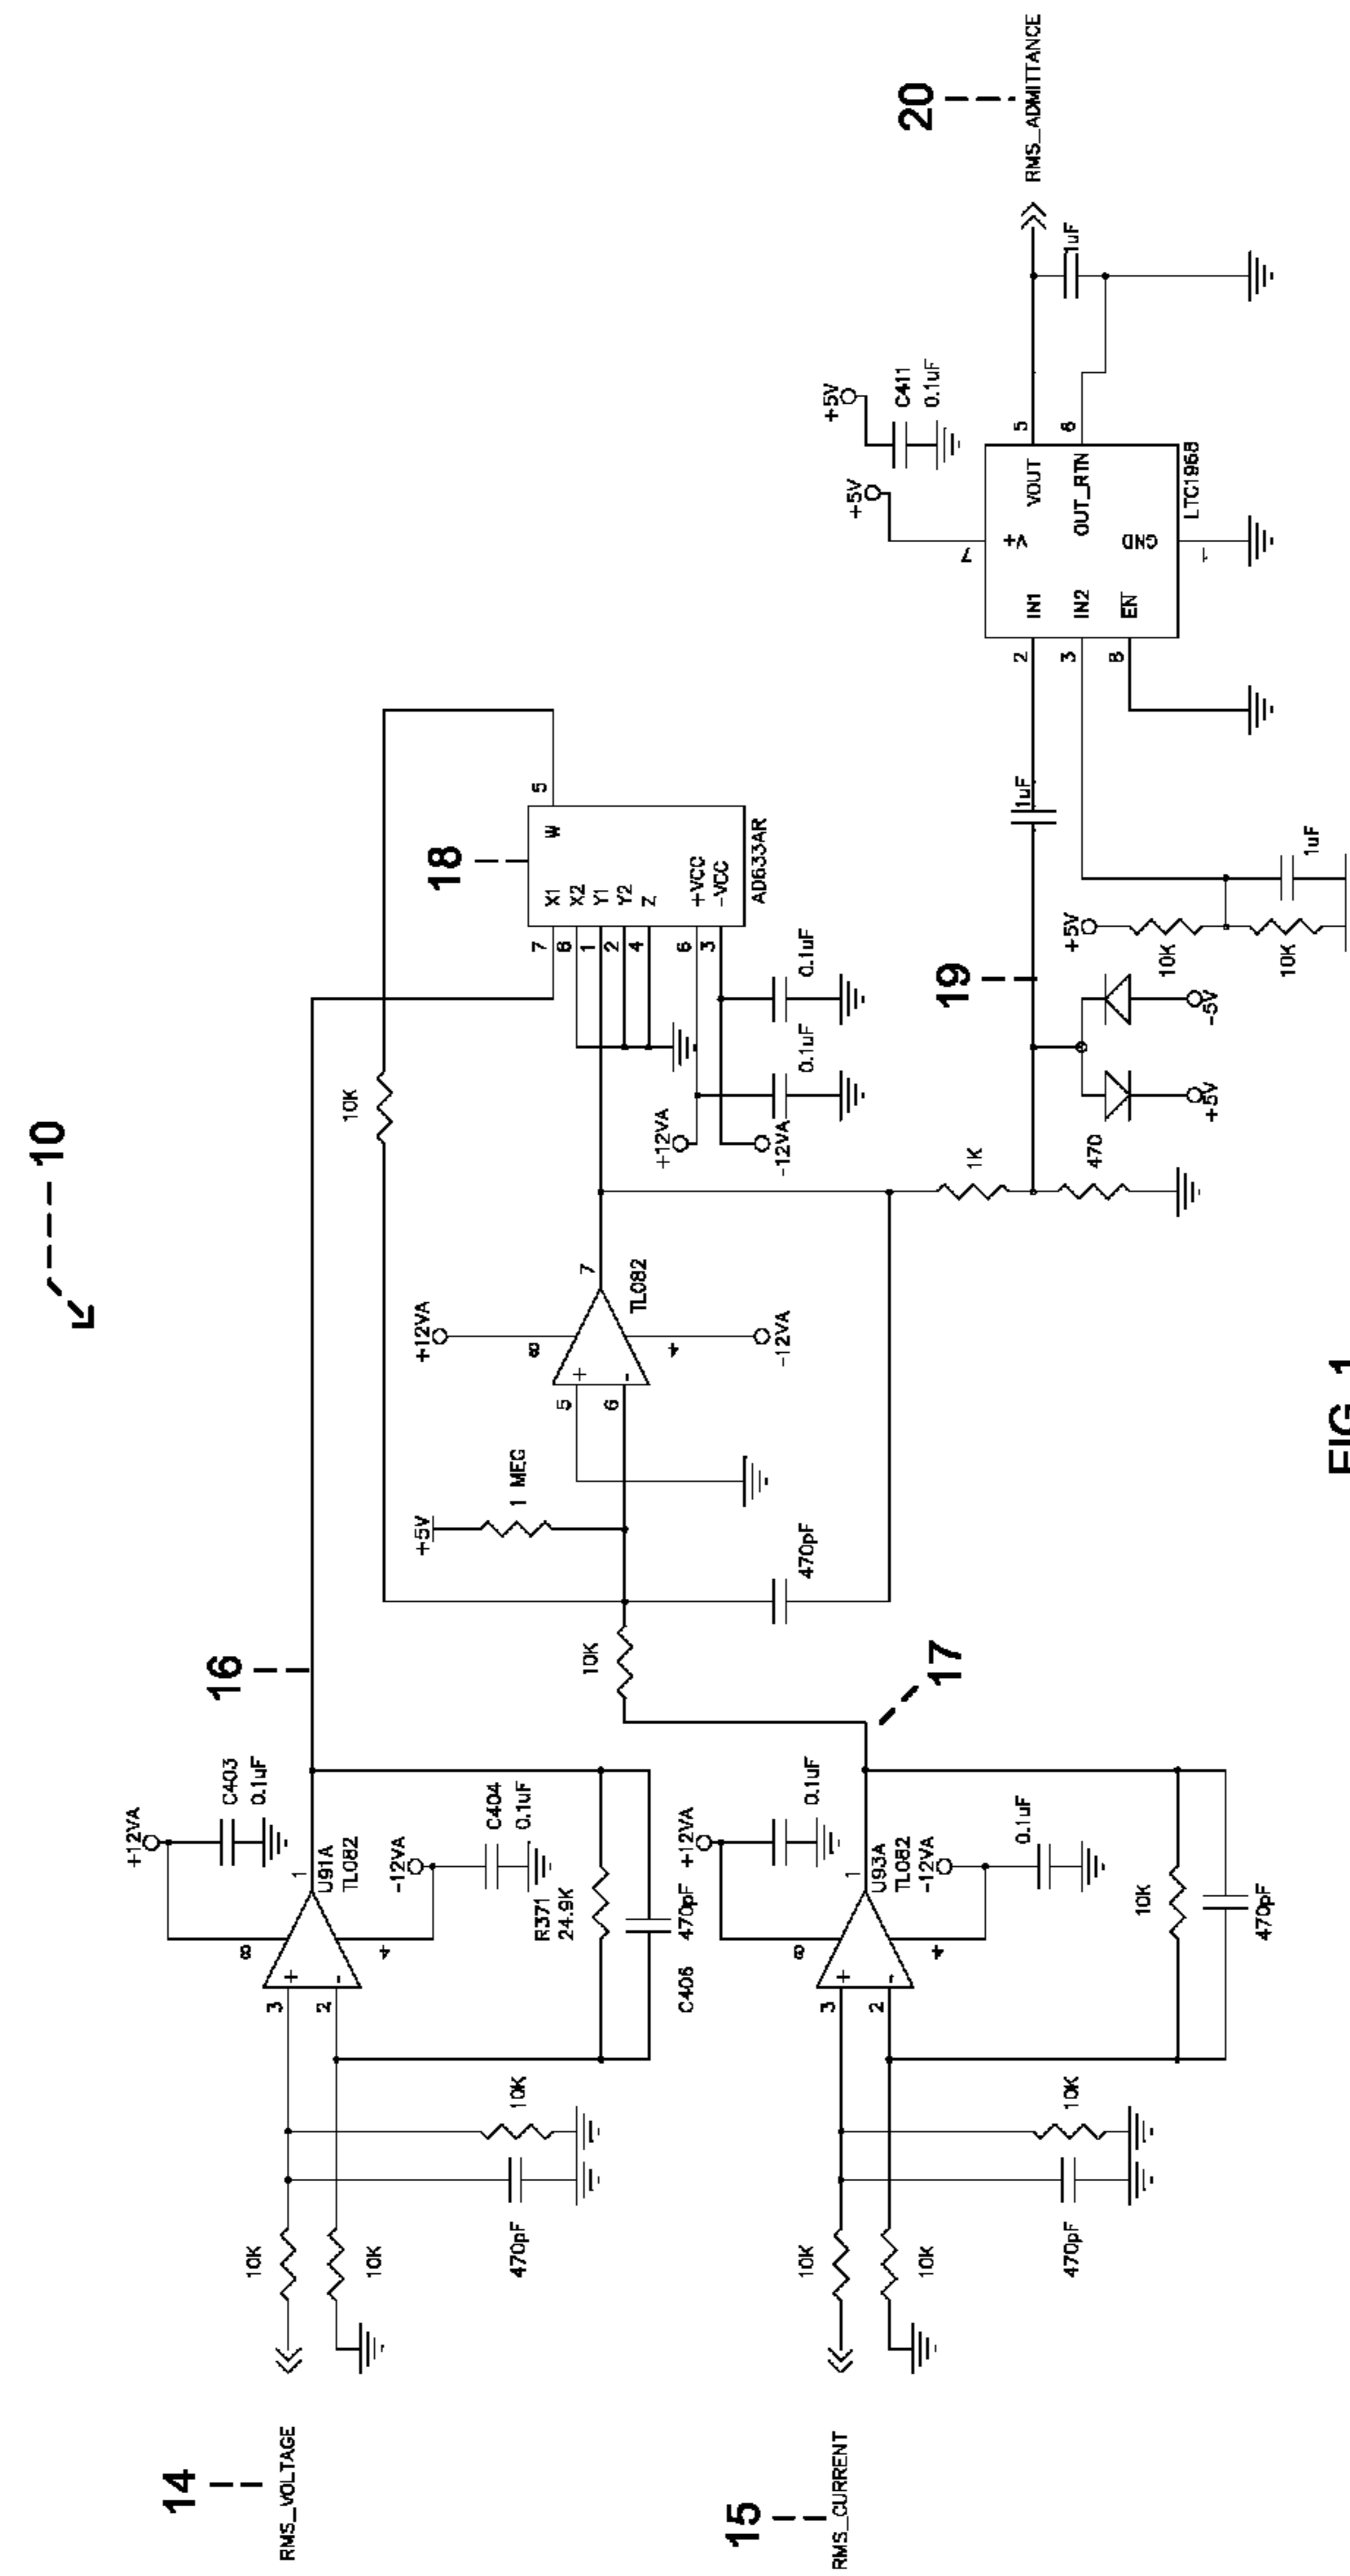 10
14
RMS_VOLTAGE
10K
10K
470pF
10K
3
2
+
-
8
4
1
U91A
TL082
+12VA
C403
0.1uF
-12VA
C404
0.1uF
R371
24.9K
C406
470pF
16
15
RMS_CURRENT
10K
10K
470pF
10K
3
2
+
-
8
4
1
U93A
TL082
+12VA
0.1uF
-12VA
0.1uF
10K
470pF
17
10K
470pF
+5V
1 MEG
5
6
+
-
8
4
7
TL082
+12VA
-12VA
10K
18
7
8
1
2
4
6
3
5
X1
X2
Y1
Y2
Z
+VCC
-VCC
W
AD633AR
+12VA
-12VA
0.1uF
0.1uF
1K
470
19
+5V
-5V
1uF
+5V
10K
10K
1uF
2
3
8
7
1
5
6
IN1
IN2
EN
V+
GND
VOUT
OUT_RTN
LTC1968
+5V
+5V
C411
0.1uF
1uF
20
RMS_ADMITTANCE
FIG. 1